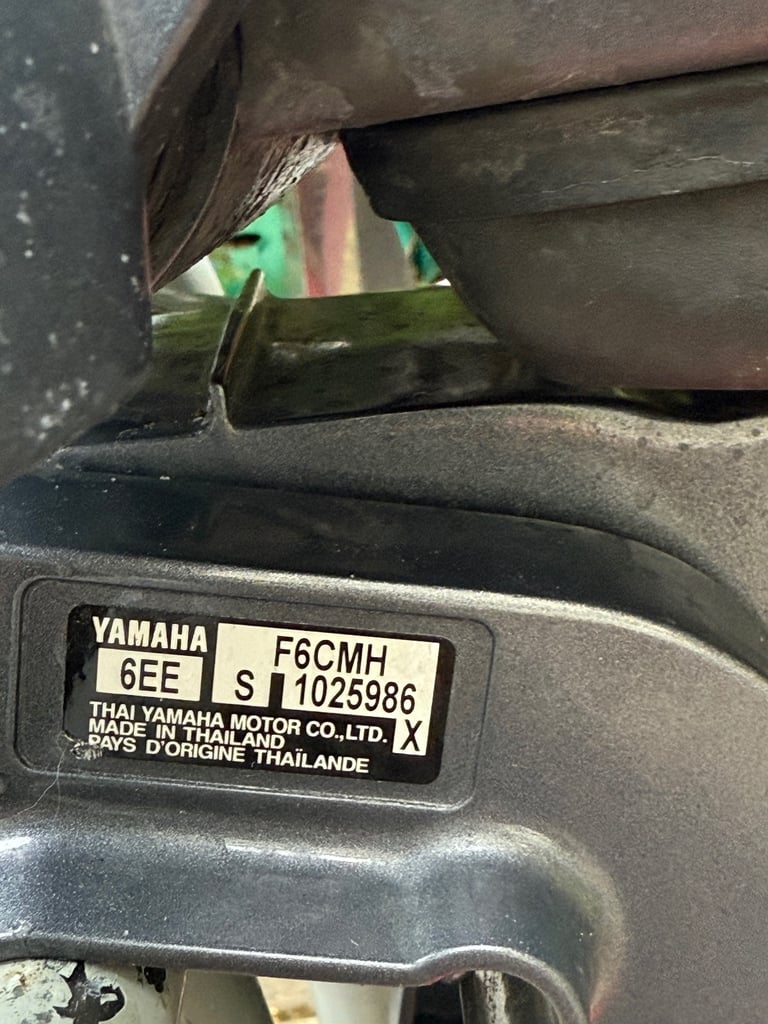 YAMAHA
F6CMH
6EE
S 1025986
X
THAI YAMAHA MOTOR CO.,LTD.
MADE IN THAILAND
PAYS D'ORIGINE THAÏLANDE